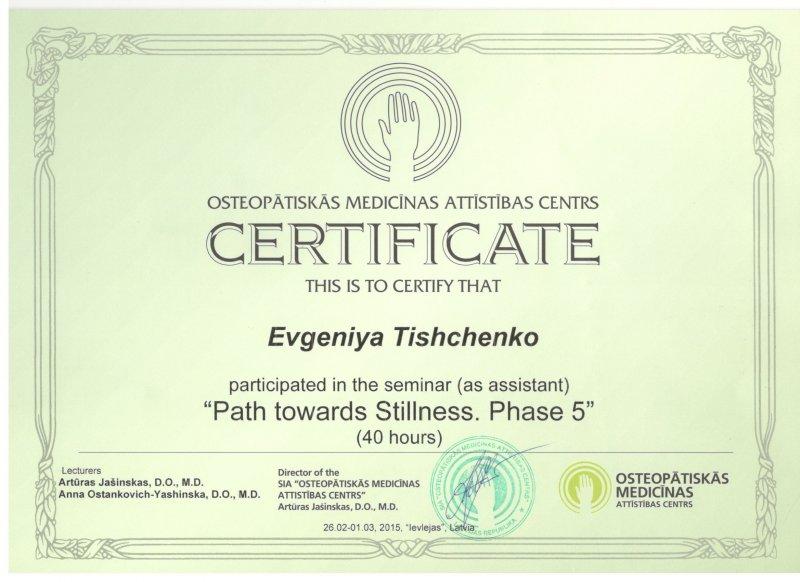 OSTEOPĀTISKĀS MEDICĪNAS ATTĪSTĪBAS CENTRS
CERTIFICATE
THIS IS TO CERTIFY THAT
Evgeniya Tishchenko
participated in the seminar (as assistant)
“Path towards Stillness. Phase 5”
(40 hours)
Lecturers
Artūras Jašinskas, D.O., M.D.
Anna Ostankovich-Yashinska, D.O., M.D.
Director of the
SIA “OSTEOPĀTISKĀS MEDICĪNAS
ATTĪSTĪBAS CENTRS”
Artūras Jašinskas, D.O., M.D.
26.02-01.03, 2015, “Ievlejas”, Latvia
OSTEOPĀTISKĀS
MEDICĪNAS
ATTĪSTĪBAS CENTRS